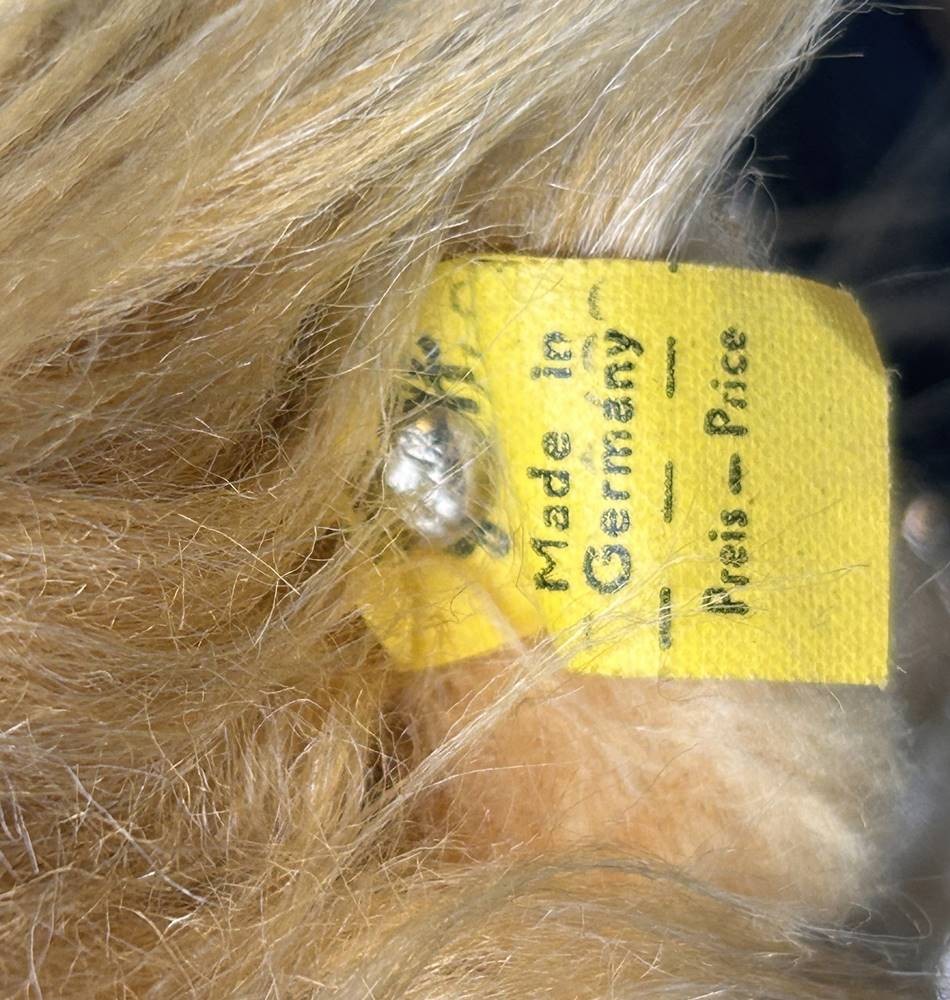 Made in
Germany
Preis – Price